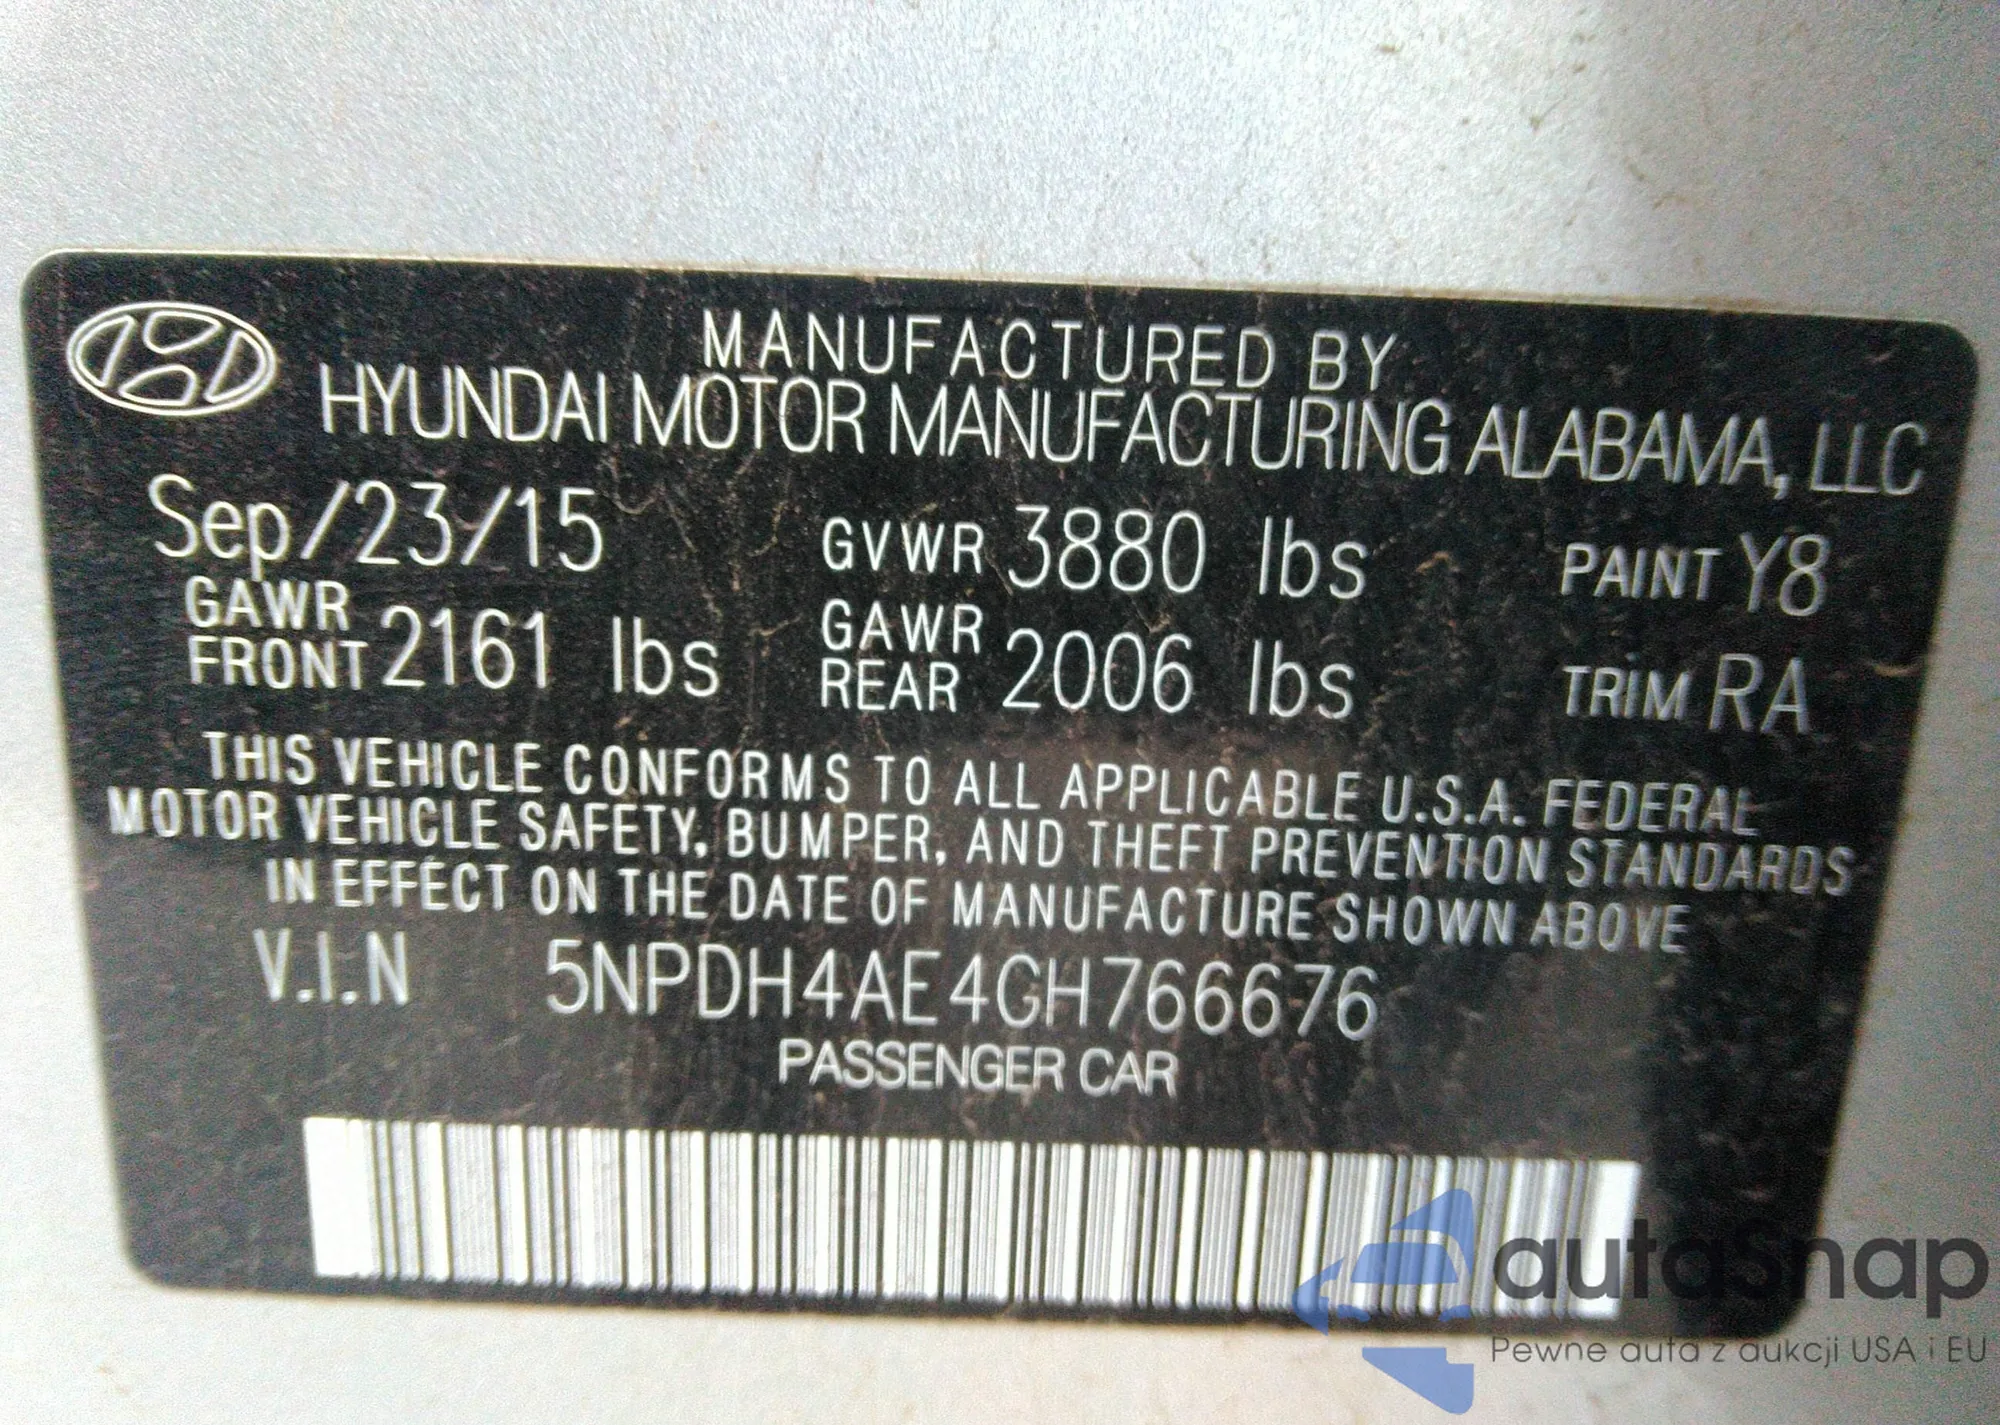 MANUFACTURED BY
HYUNDAI MOTOR MANUFACTURING ALABAMA, LLC
Sep/23/15 GVWR 3880 lbs PAINT Y8
GAWR FRONT 2161 lbs GAWR REAR 2006 lbs TRIM RA
THIS VEHICLE CONFORMS TO ALL APPLICABLE U.S.A. FEDERAL
MOTOR VEHICLE SAFETY, BUMPER, AND THEFT PREVENTION STANDARDS
IN EFFECT ON THE DATE OF MANUFACTURE SHOWN ABOVE
V.I.N 5NPDH4AE4GH766676
PASSENGER CAR
autasnap
Pewne auta z aukcji USA i EU